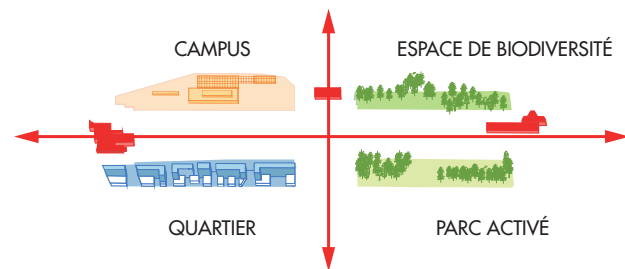 CAMPUS
ESPACE DE BIODIVERSITÉ
QUARTIER
PARC ACTIVÉ